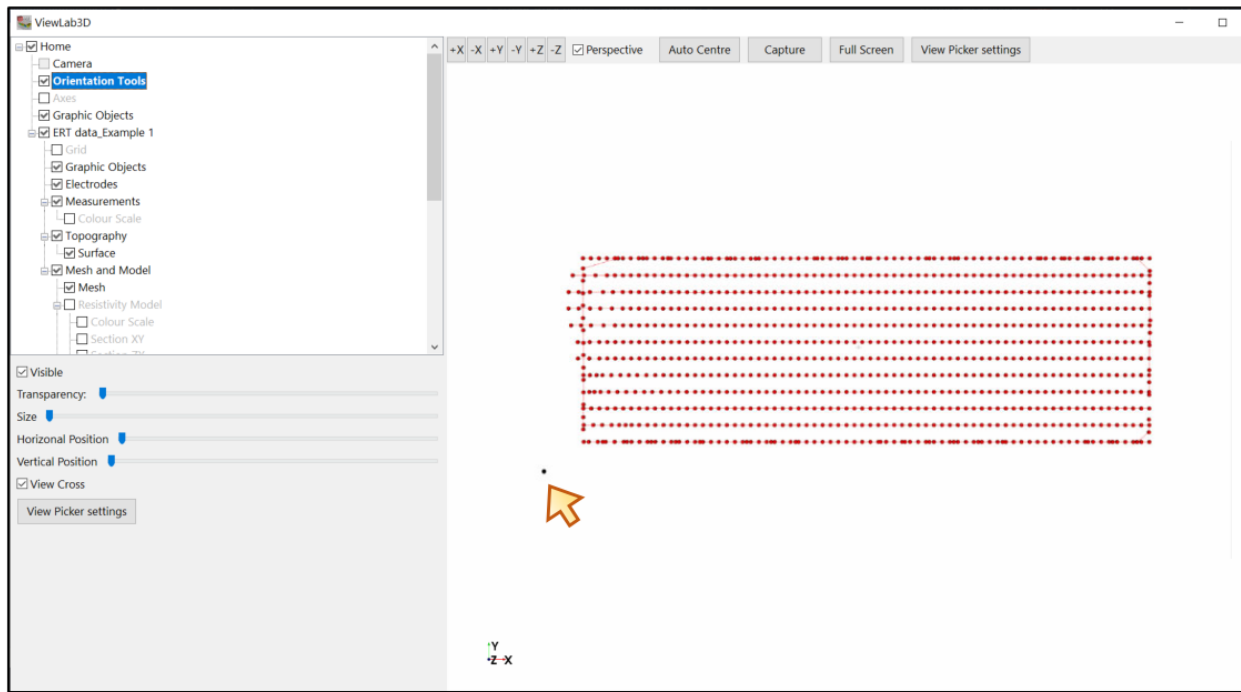 ViewLab3D
Home
Camera
Orientation Tools
Axes
Graphic Objects
ERT data_Example 1
Grid
Graphic Objects
Electrodes
Measurements
Colour Scale
Topography
Surface
Mesh and Model
Mesh
Resistivity Model
Colour Scale
Section XY
Section ZY
Visible
Transparency:
Size
Horizonal Position
Vertical Position
View Cross
View Picker settings
+X -X +Y -Y +Z -Z Perspective Auto Centre Capture Full Screen View Picker settings
Y
Z X